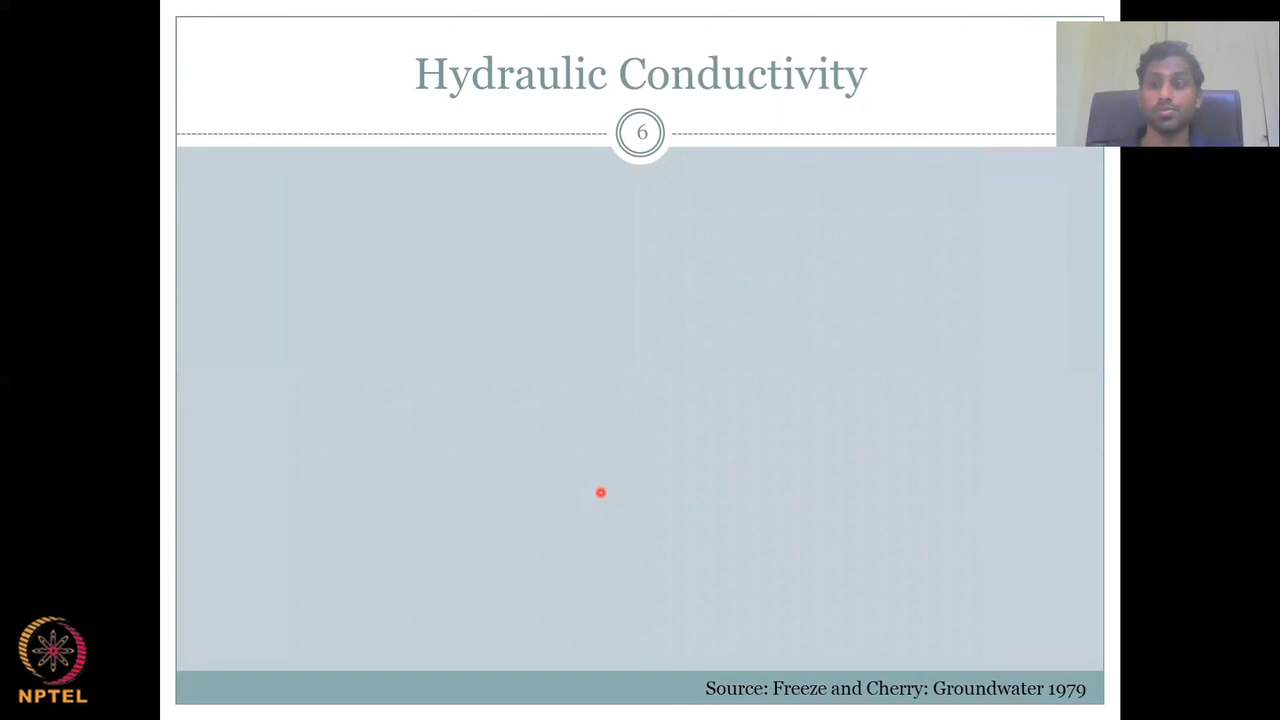 Hydraulic Conductivity
6
NPTEL
Source: Freeze and Cherry: Groundwater 1979